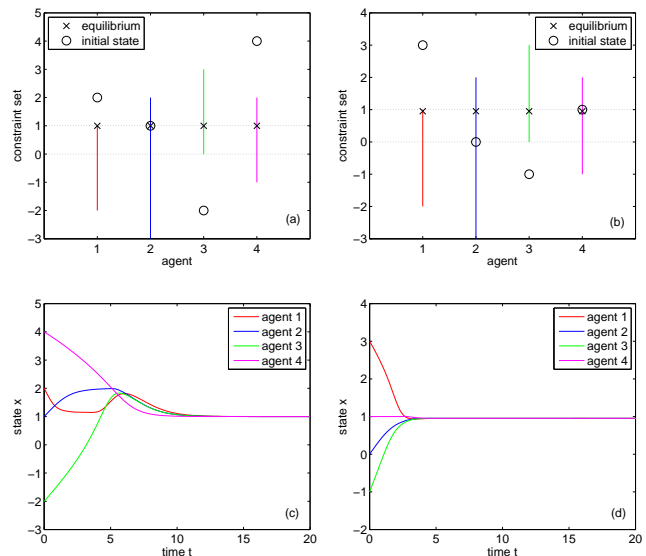 5
4
3
2
1
0
−1
−2
−3
constraint set
equilibrium
initial state
(a)
1 2 3 4
agent
4
3
2
1
0
−1
−2
−3
constraint set
equilibrium
initial state
(b)
1 2 3 4
agent
5
4
3
2
1
0
−1
−2
−3
state x
agent 1
agent 2
agent 3
agent 4
(c)
0 5 10 15 20
time t
4
3
2
1
0
−1
−2
state x
agent 1
agent 2
agent 3
agent 4
(d)
0 5 10 15 20
time t